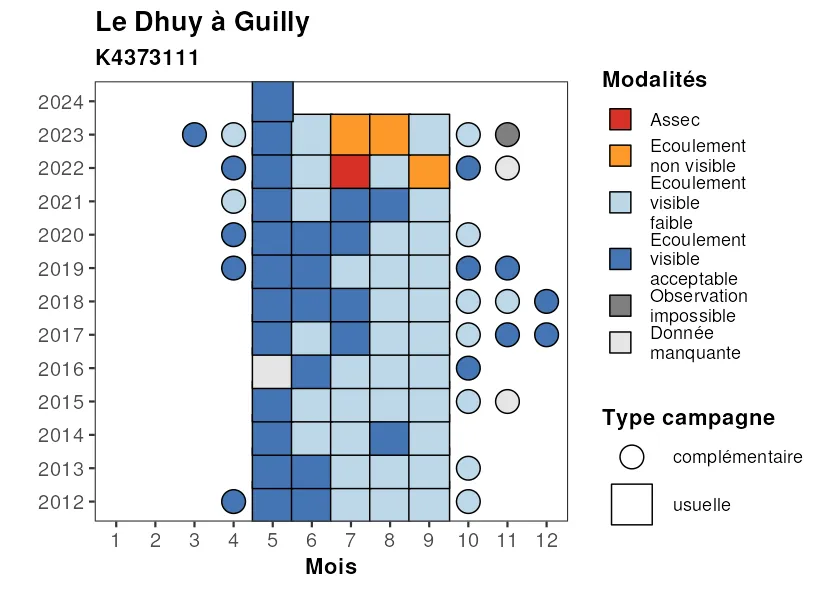 Le Dhuy à Guilly
K4373111
2024
2023
2022
2021
2020
2019
2018
2017
2016
2015
2014
2013
2012
1 2 3 4 5 6 7 8 9 10 11 12
Mois
Modalités
Assec
Ecoulement
non visible
Ecoulement
visible
faible
Ecoulement
visible
acceptable
Observation
impossible
Donnée
manquante
Type campagne
complémentaire
usuelle